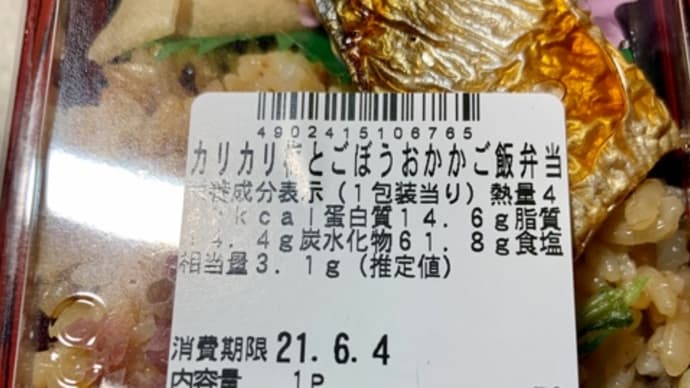 4902415106765
カリカリ梅とごぼうおかかご飯弁当
栄養成分表示(1包装当り)熱量4
kcal蛋白質14.6g脂質
4.4g炭水化物61.8g食塩
相当量3.1g(推定値)
消費期限 21.6.4
内容量 1P